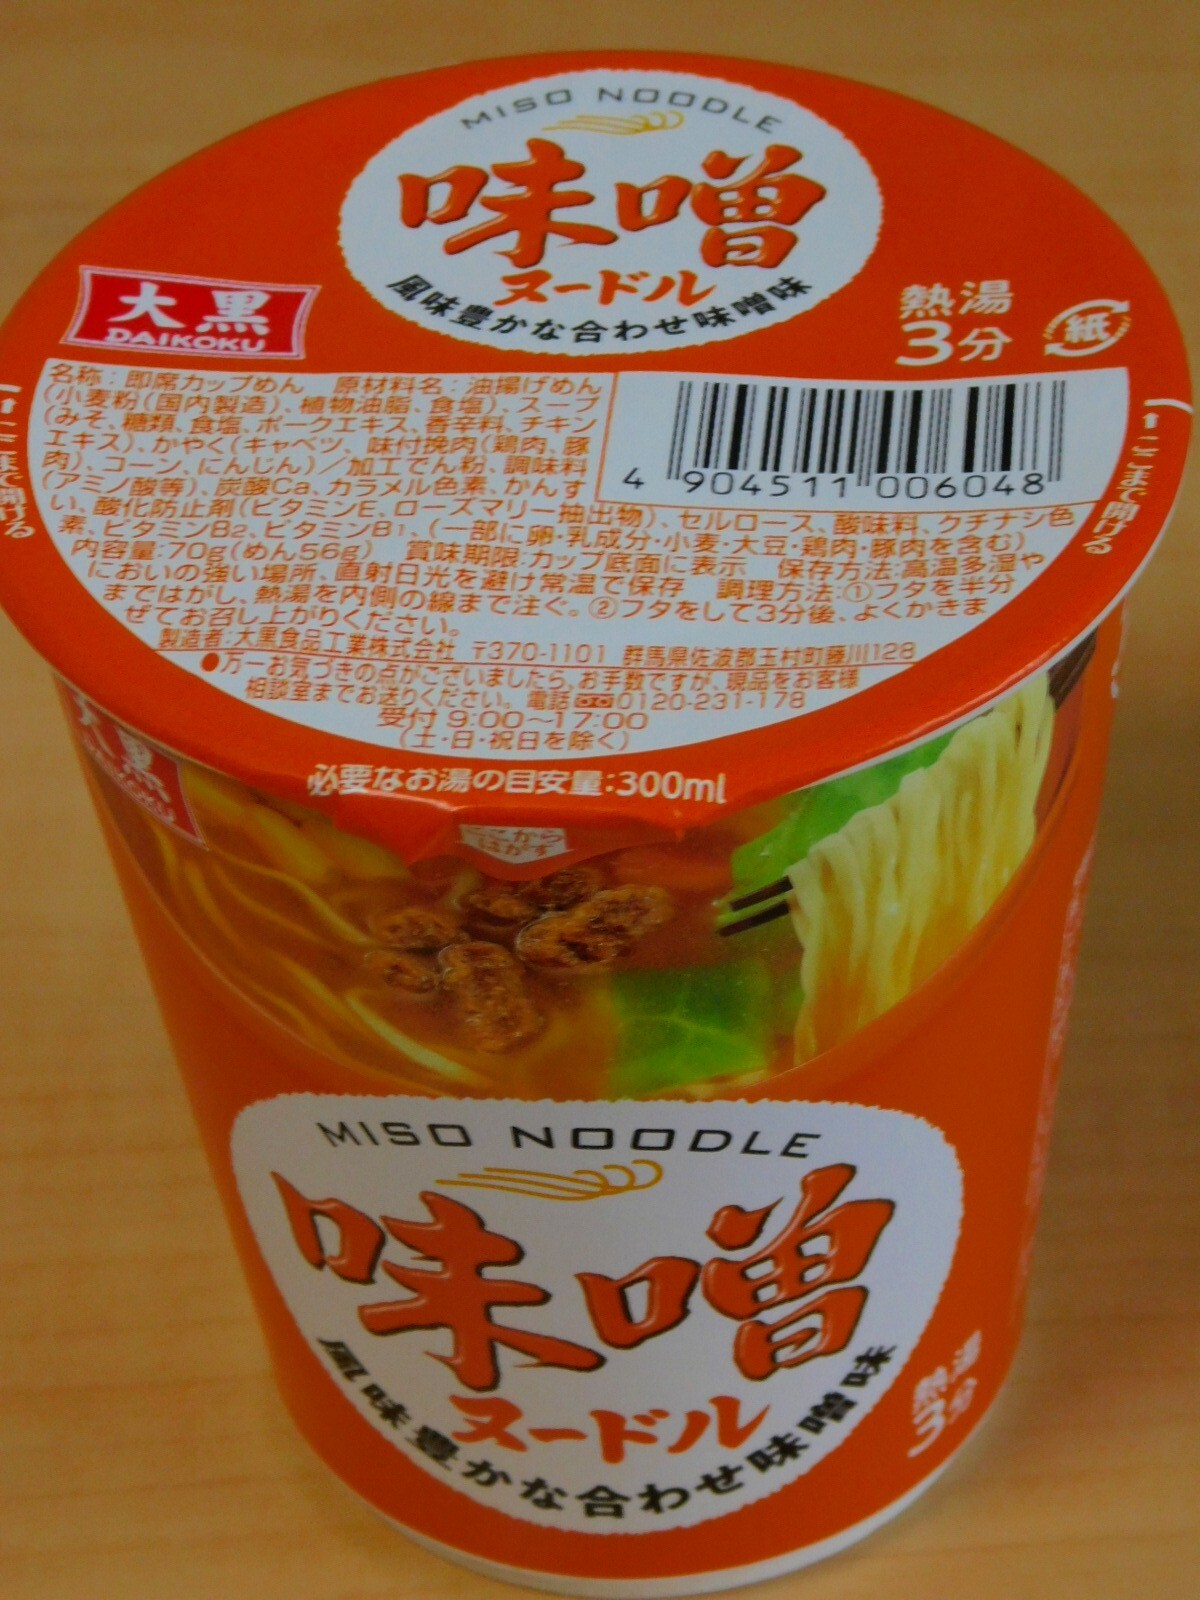 MISO NOODLE
味噌
ヌードル
風味豊かな合わせ味噌味
大黒
DAIKOKU
熱湯
3分
紙
ここまで開ける
ここまで開ける
名称:即席カップめん 原材料名:油揚げめん
(小麦粉(国内製造)、植物油脂、食塩)、スープ
(みそ、糖類、食塩、ポークエキス、香辛料、チキン
エキス)、かやく(キャベツ、味付挽肉(鶏肉、豚
肉)、コーン、にんじん)/加工でん粉、調味料
(アミノ酸等)、炭酸Ca、カラメル色素、かんす
い、酸化防止剤(ビタミンE、ローズマリー抽出物)、セルロース、酸味料、クチナシ色
素、ビタミンB2、ビタミンB1、(一部に卵・乳成分・小麦・大豆・鶏肉・豚肉を含む)
内容量:70g(めん56g) 賞味期限:カップ底面に表示 保存方法:高温多湿や
においの強い場所、直射日光を避け常温で保存 調理方法:①フタを半分
まではがし、熱湯を内側の線まで注ぐ。②フタをして3分後、よくかきま
ぜてお召し上がりください。
製造者:大黒食品工業株式会社 〒370-1101 群馬県佐波郡玉村町藤川128
●万一お気づきの点がございましたら、お手数ですが、現品をお客様
相談室までお送りください。電話 0120-231-178
受付 9:00～17:00
(土・日・祝日を除く)
4 904511 006048
必要なお湯の目安量:300ml
ここから
はがす
大黒
DAIKOKU
MISO NOODLE
味噌
ヌードル
風味豊かな合わせ味噌味
熱湯
3分